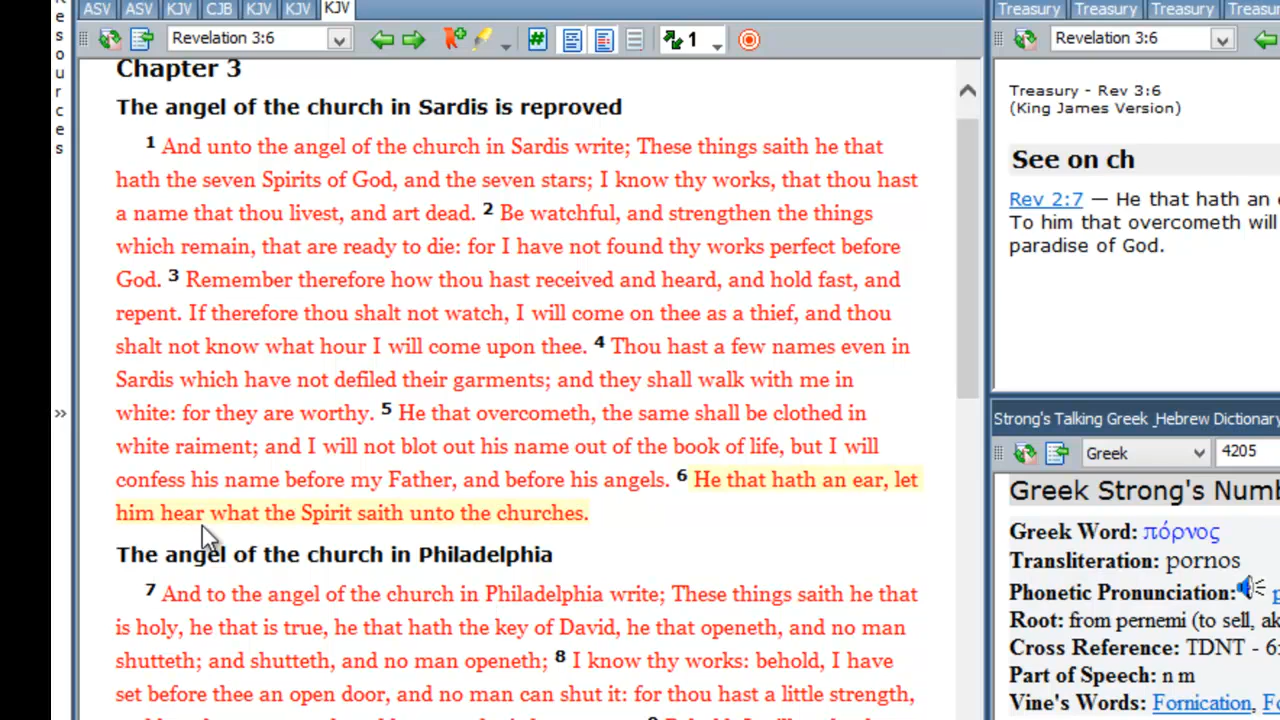 Resources
ASV ASV KJV CJB KJV KJV KJV
Revelation 3:6
1
Chapter 3
The angel of the church in Sardis is reproved
1 And unto the angel of the church in Sardis write; These things saith he that
hath the seven Spirits of God, and the seven stars; I know thy works, that thou hast
a name that thou livest, and art dead. 2 Be watchful, and strengthen the things
which remain, that are ready to die: for I have not found thy works perfect before
God. 3 Remember therefore how thou hast received and heard, and hold fast, and
repent. If therefore thou shalt not watch, I will come on thee as a thief, and thou
shalt not know what hour I will come upon thee. 4 Thou hast a few names even in
Sardis which have not defiled their garments; and they shall walk with me in
white: for they are worthy. 5 He that overcometh, the same shall be clothed in
white raiment; and I will not blot out his name out of the book of life, but I will
confess his name before my Father, and before his angels. 6 He that hath an ear, let
him hear what the Spirit saith unto the churches.
The angel of the church in Philadelphia
7 And to the angel of the church in Philadelphia write; These things saith he that
is holy, he that is true, he that hath the key of David, he that openeth, and no man
shutteth; and shutteth, and no man openeth; 8 I know thy works: behold, I have
set before thee an open door, and no man can shut it: for thou hast a little strength,
Treasury Treasury Treasury Treasu
Revelation 3:6
Treasury - Rev 3:6
(King James Version)
See on ch
Rev 2:7 — He that hath an
To him that overcometh will
paradise of God.
Strong's Talking Greek _Hebrew Dictionary
Greek 4205
Greek Strong's Num
Greek Word: πόρνος
Transliteration: pornos
Phonetic Pronunciation: p
Root: from pernemi (to sell, ak
Cross Reference: TDNT - 6:
Part of Speech: n m
Vine's Words: Fornication, Fo